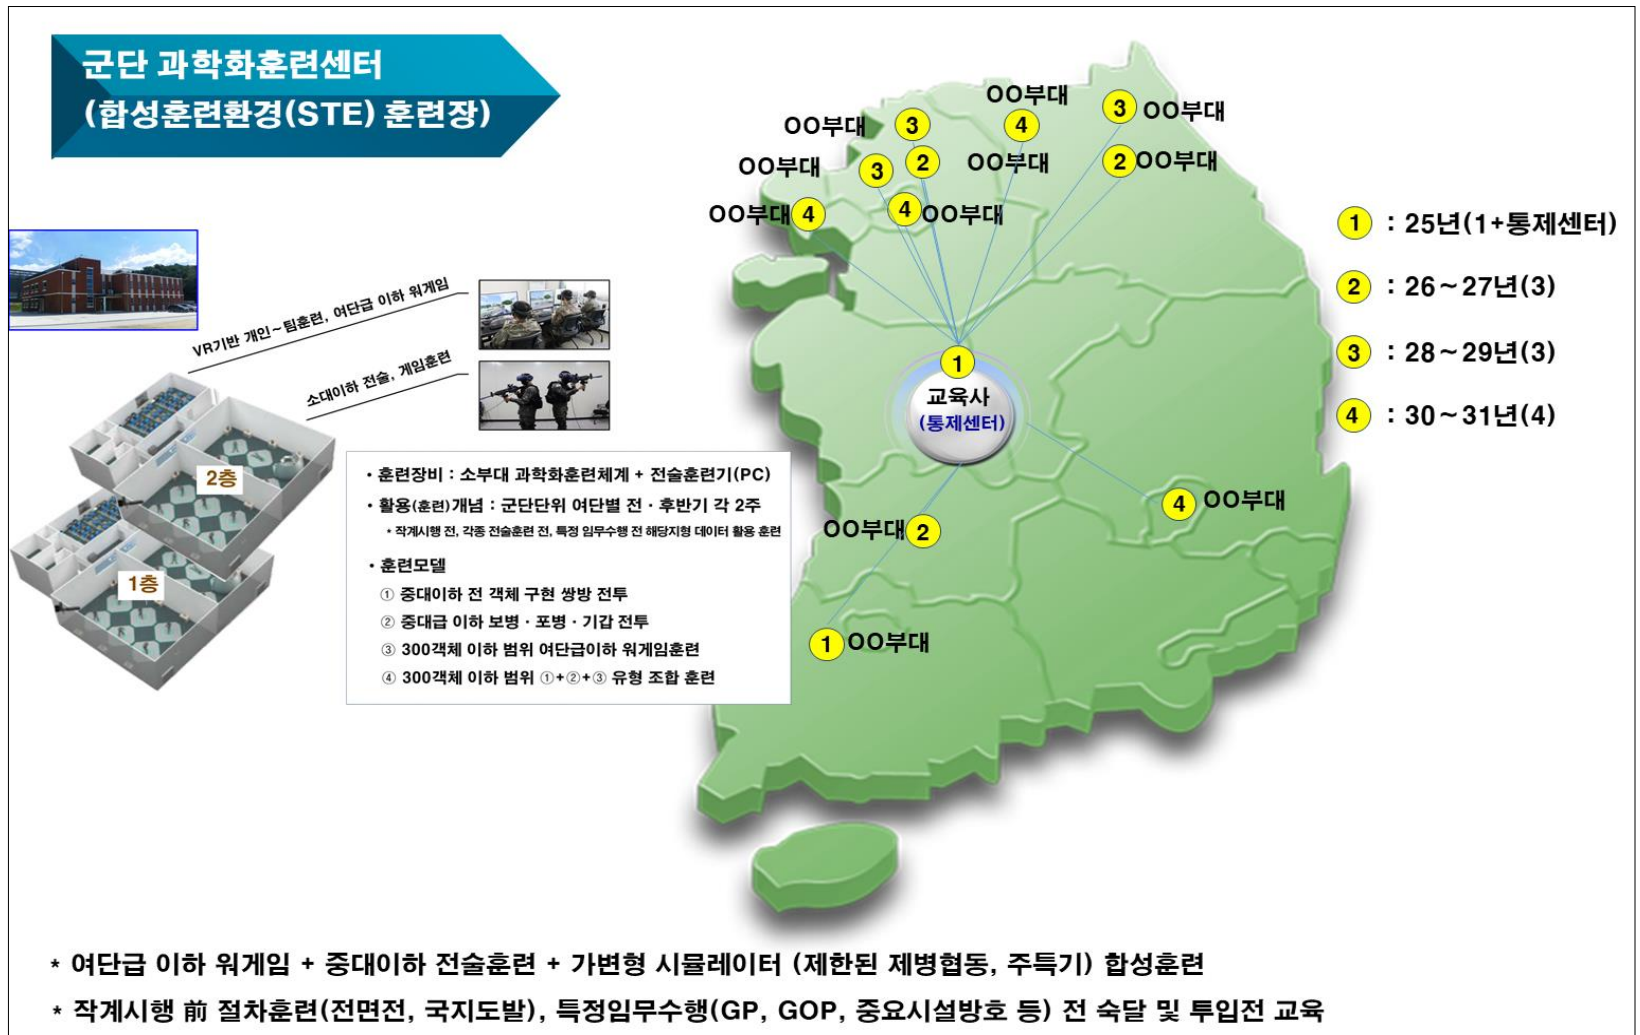 군단 과학화훈련센터
(합성훈련환경(STE) 훈련장)
VR기반 개인~팀훈련, 여단급 이하 워게임
소대이하 전술, 게임훈련
2층
1층
• 훈련장비 : 소부대 과학화훈련체계 + 전술훈련기(PC)
• 활용(훈련)개념 : 군단단위 여단별 전 · 후반기 각 2주
* 작계시행 전, 각종 전술훈련 전, 특정 임무수행 전 해당지형 데이터 활용 훈련
• 훈련모델
① 중대이하 전 객체 구현 쌍방 전투
② 중대급 이하 보병 · 포병 · 기갑 전투
③ 300객체 이하 범위 여단급이하 워게임훈련
④ 300객체 이하 범위 ①+②+③ 유형 조합 훈련
OO부대
4
3 OO부대
OO부대 3
OO부대 3
2 OO부대
2 OO부대
OO부대 4
4 OO부대
1
교육사
(통제센터)
4 OO부대
OO부대 2
1 OO부대
1 : 25년(1+통제센터)
2 : 26~27년(3)
3 : 28~29년(3)
4 : 30~31년(4)
* 여단급 이하 워게임 + 중대이하 전술훈련 + 가변형 시뮬레이터 (제한된 제병협동, 주특기) 합성훈련
* 작계시행 前 절차훈련(전면전, 국지도발), 특정임무수행(GP, GOP, 중요시설방호 등) 전 숙달 및 투입전 교육